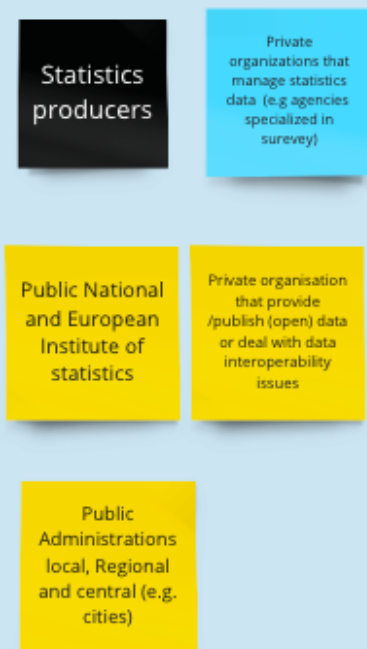 Statistics
producers
Private
organizations that
manage statistics
data (e.g agencies
specialized in
surevey)
Public National
and European
Institute of
statistics
Private organisation
that provide
/publish (open) data
or deal with data
interoperability
issues
Public
Administrations
local, Regional
and central (e.g.
cities)